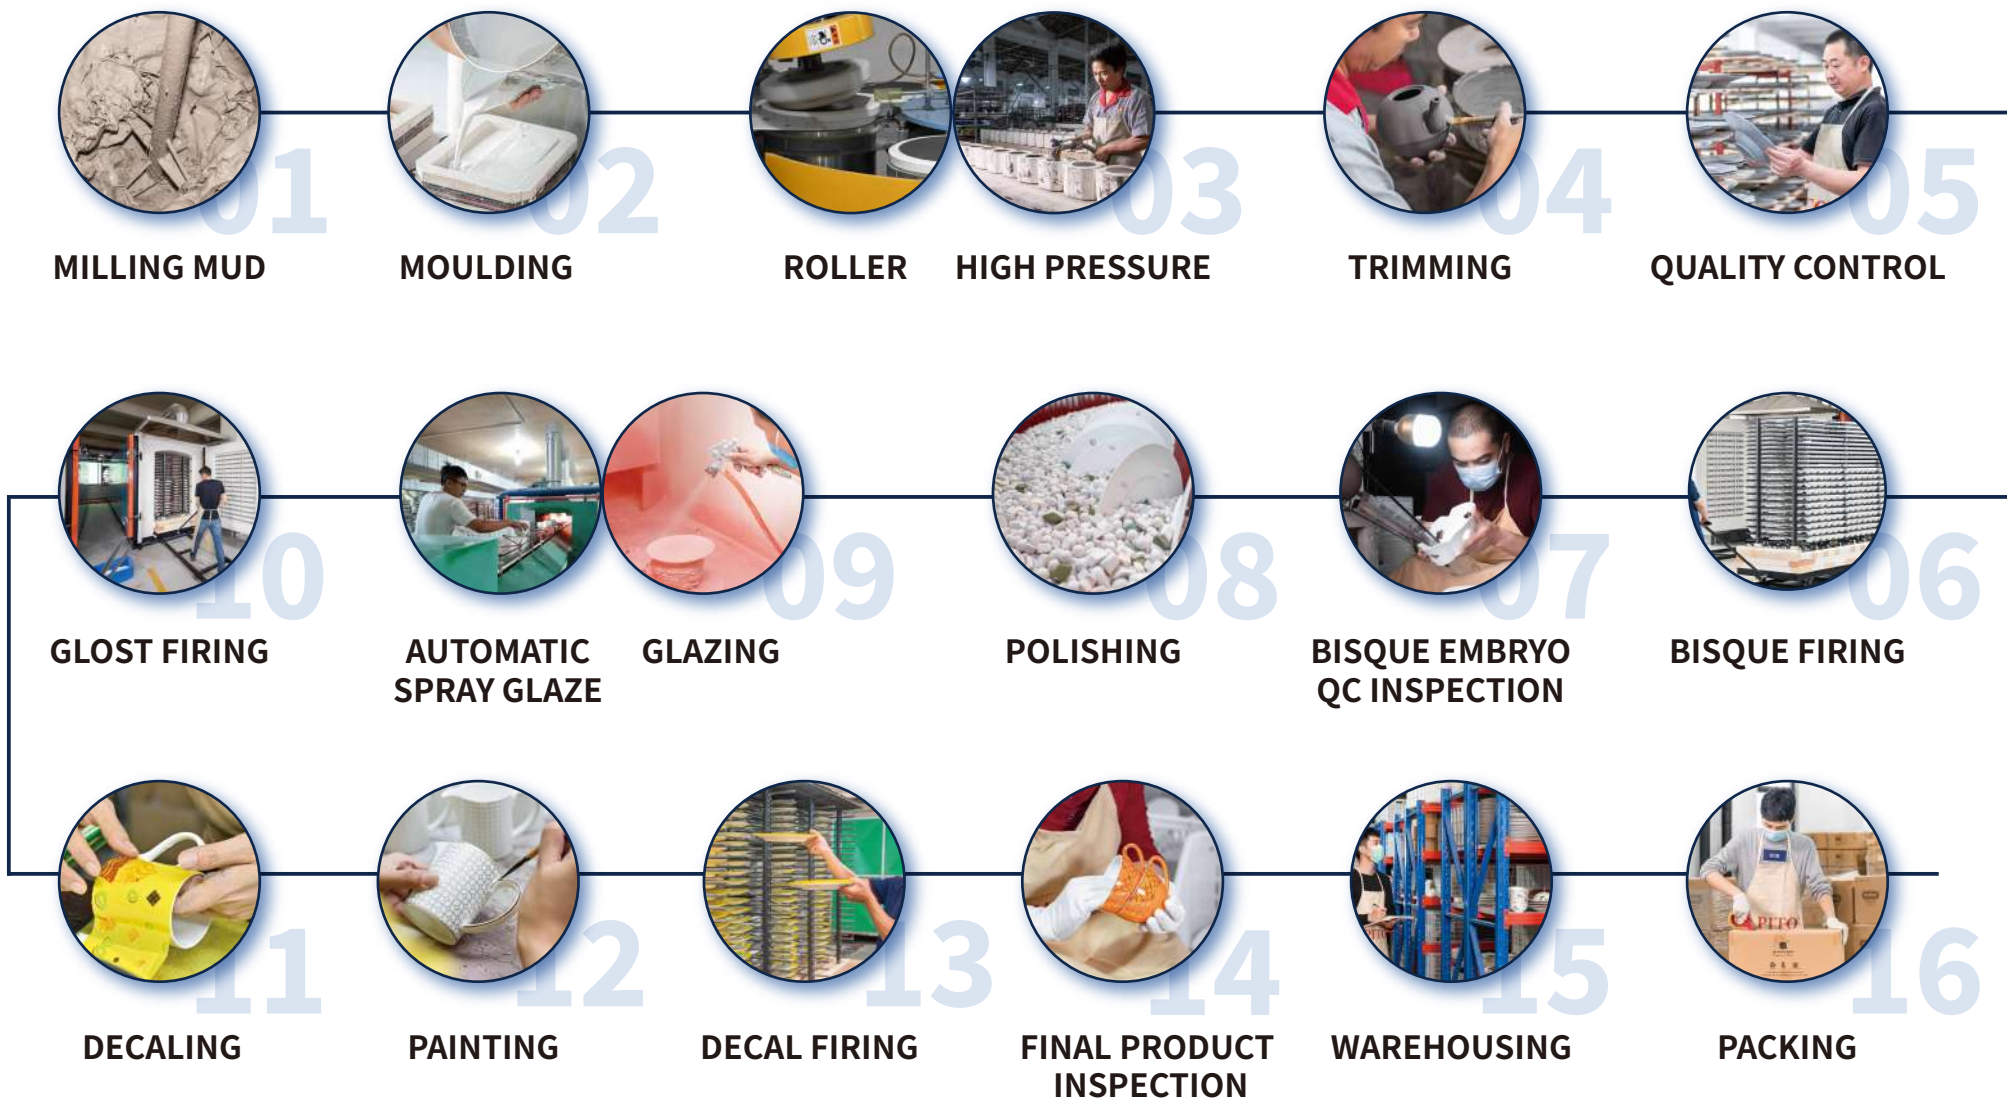 01
02
03
04
05
MILLING MUD
MOULDING
ROLLER
HIGH PRESSURE
TRIMMING
QUALITY CONTROL
10
09
08
07
06
GLOST FIRING
AUTOMATIC
SPRAY GLAZE
GLAZING
POLISHING
BISQUE EMBRYO
QC INSPECTION
BISQUE FIRING
11
12
13
14
15
16
PITO
DECALING
PAINTING
DECAL FIRING
FINAL PRODUCT
INSPECTION
WAREHOUSING
PACKING